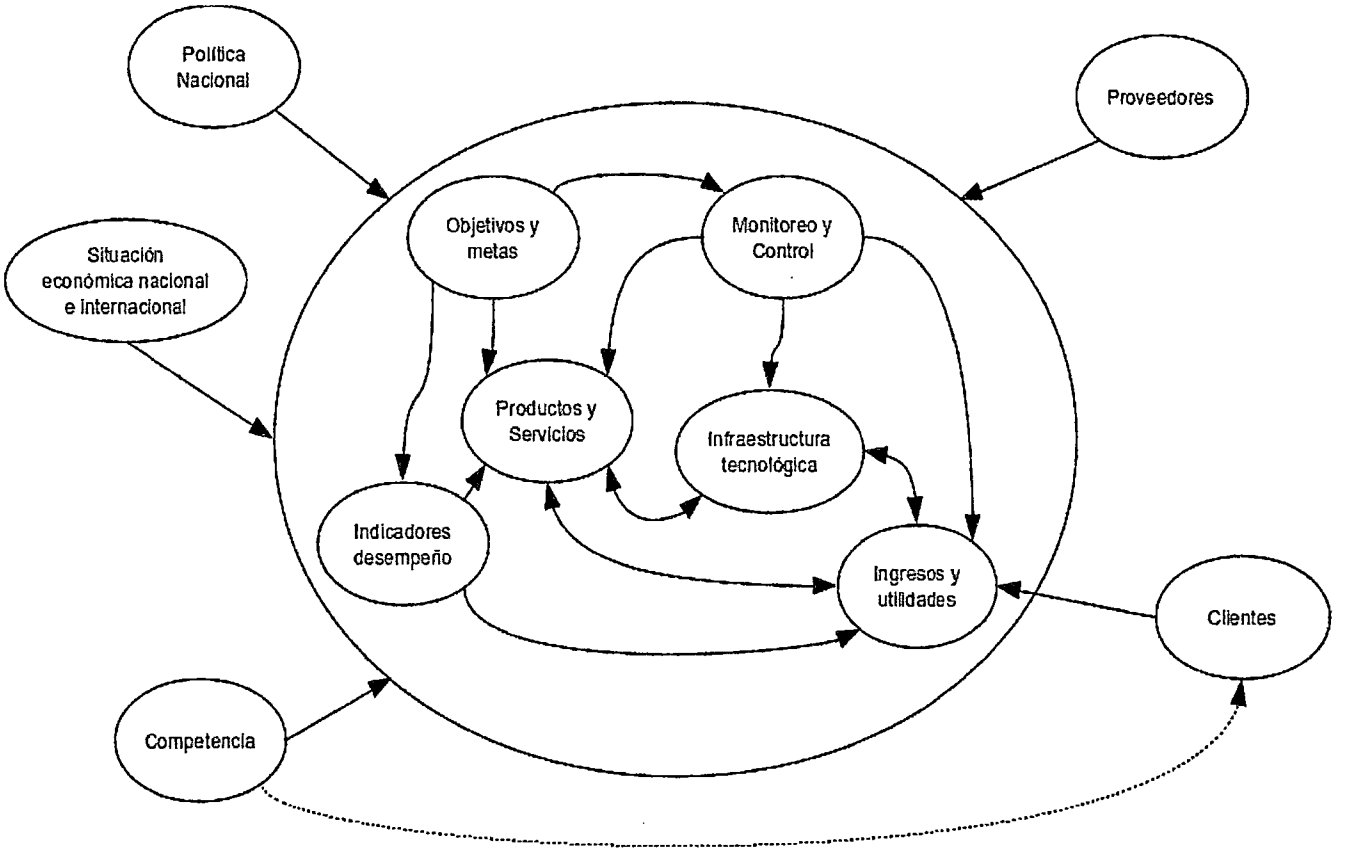 Política
Nacional
Proveedores
Objetivos y
metas
Monitoreo y
Control
Situación
económica nacional
e internacional
Productos y
Servicios
Infraestructura
tecnológica
Indicadores
desempeño
Ingresos y
utilidades
Clientes
Competencia